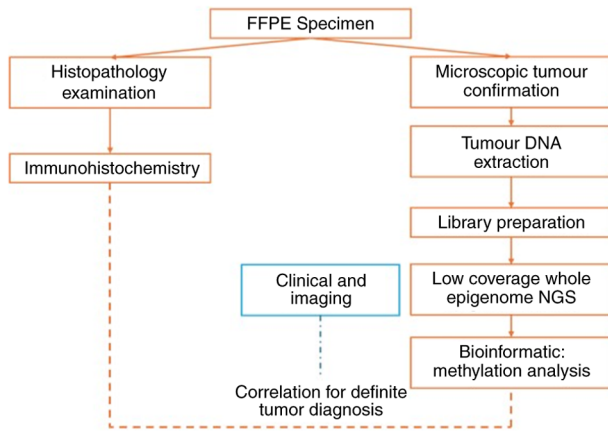 FFPE Specimen
Histopathology
examination
Microscopic tumour
confirmation
Immunohistochemistry
Tumour DNA
extraction
Library preparation
Clinical and
imaging
Low coverage whole
epigenome NGS
Bioinformatic:
methylation analysis
Correlation for definite
tumor diagnosis